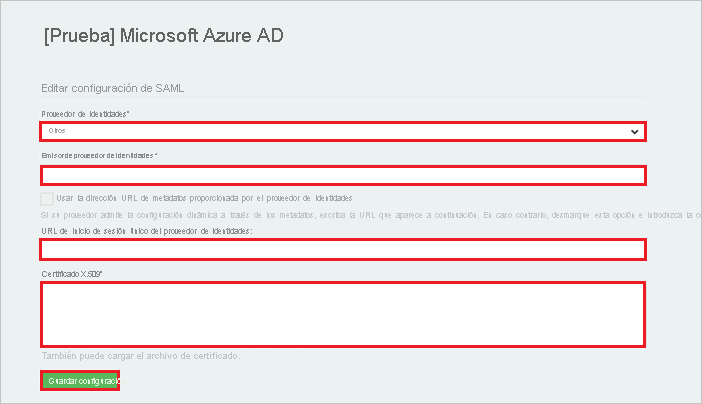 [Prueba] Microsoft Azure AD
Editar configuración de SAML
Proveedor de identidades*
Otros
Emisor de proveedor de identidades*
Usar la dirección URL de metadatos proporcionada por el proveedor de identidades
Si su proveedor admite la configuración dinámica a través de los metadatos, escriba la URL que aparece a continuación. En caso contrario, desmarque esta opción e introduzca la
URL de inicio de sesión único del proveedor de identidades:
Certificado X.509*
También puede cargar el archivo de certificado.
Guardar configuració